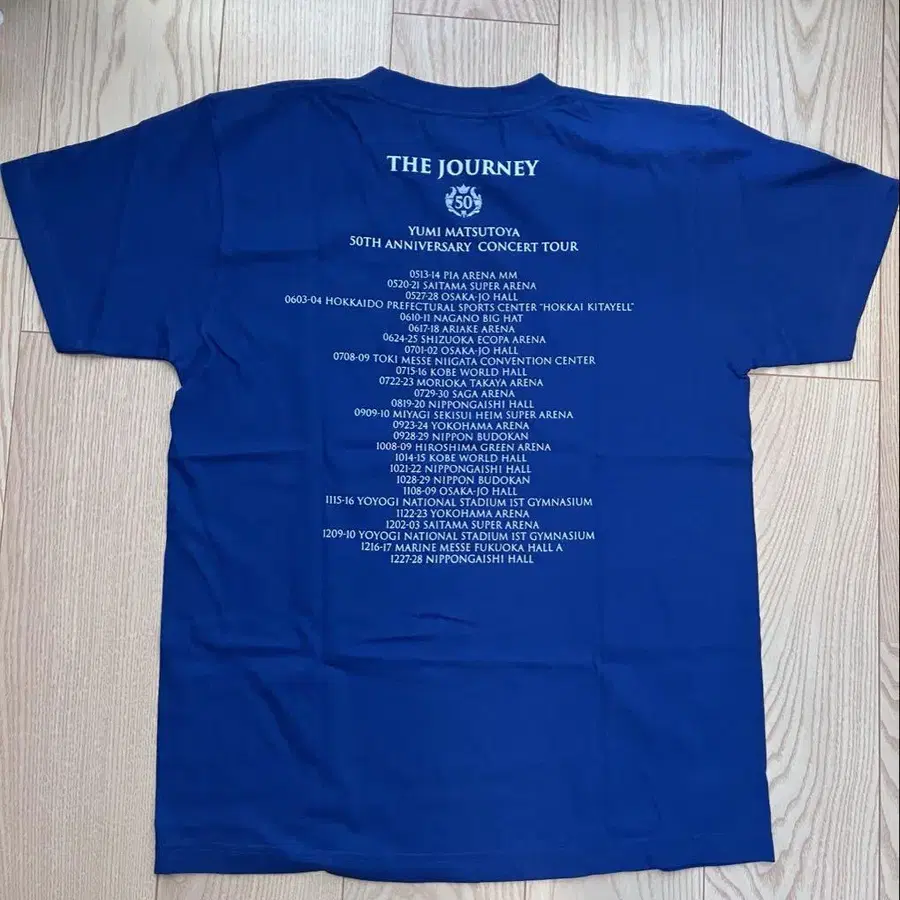 THE JOURNEY
50
YUMI MATSUTOYA
50TH ANNIVERSARY CONCERT TOUR
0513-14 PIA ARENA MM
0520-21 SAITAMA SUPER ARENA
0527-28 OSAKA-JO HALL
0603-04 HOKKAIDO PREFECTURAL SPORTS CENTER "HOKKAI KITAYELL"
0610-11 NAGANO BIG HAT
0617-18 ARIAKE ARENA
0624-25 SHIZUOKA ECOPA ARENA
0701-02 OSAKA-JO HALL
0708-09 TOKI MESSE NIIGATA CONVENTION CENTER
0715-16 KOBE WORLD HALL
0722-23 MORIOKA TAKAYA ARENA
0729-30 SAGA ARENA
0819-20 NIPPONGAISHI HALL
0909-10 MIYAGI SEKISUI HEIM SUPER ARENA
0923-24 YOKOHAMA ARENA
0928-29 NIPPON BUDOKAN
1008-09 HIROSHIMA GREEN ARENA
1014-15 KOBE WORLD HALL
1021-22 NIPPONGAISHI HALL
1028-29 NIPPON BUDOKAN
1108-09 OSAKA-JO HALL
1115-16 YOYOGI NATIONAL STADIUM 1ST GYMNASIUM
1122-23 YOKOHAMA ARENA
1202-03 SAITAMA SUPER ARENA
1209-10 YOYOGI NATIONAL STADIUM 1ST GYMNASIUM
1216-17 MARINE MESSE FUKUOKA HALL A
1227-28 NIPPONGAISHI HALL